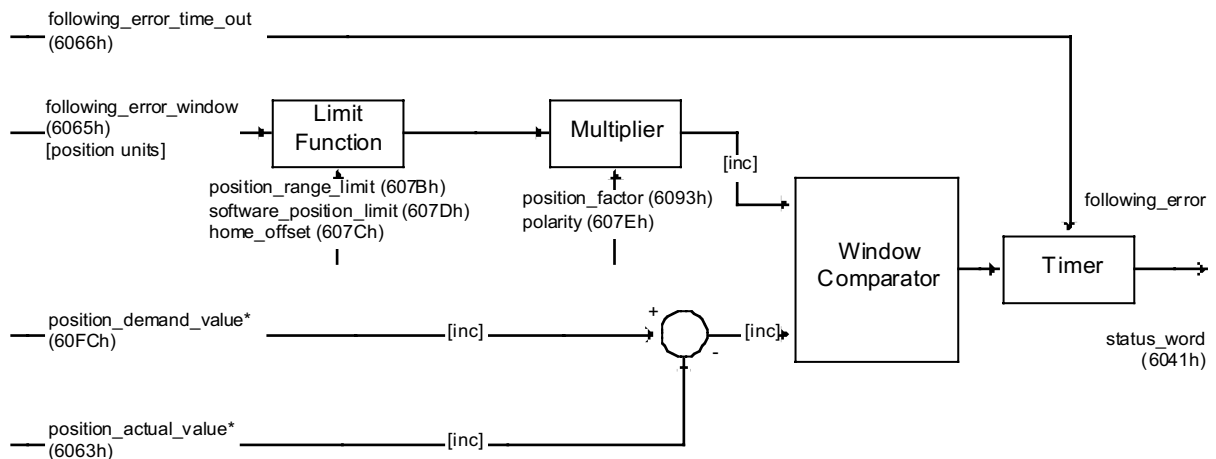 following_error_time_out
(6066h)
following_error_window
(6065h)
[position units]
Limit
Function
Multiplier
[inc]
position_range_limit (607Bh)
software_position_limit (607Dh)
home_offset (607Ch)
position_factor (6093h)
polarity (607Eh)
following_error
Window
Comparator
Timer
position_demand_value*
(60FCh)
[inc]
+
-
[inc]
status_word
(6041h)
position_actual_value*
(6063h)
[inc]